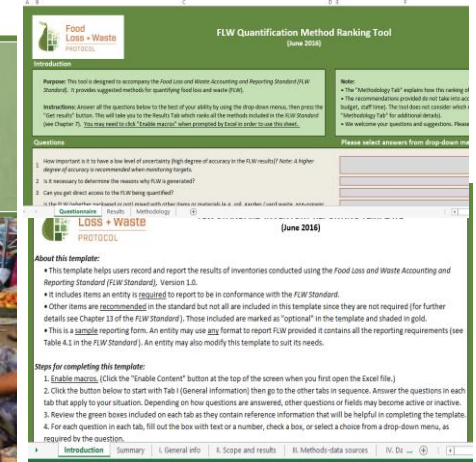 A B C D E F
Food
Loss + Waste
PROTOCOL
FLW Quantification Method Ranking Tool
(June 2016)
Introduction
Purpose: This tool is designed to accompany the Food Loss and Waste Accounting and Reporting Standard (FLW
Standard). It provides suggested methods for quantifying food loss and waste (FLW).
Instructions: Answer all the questions below to the best of your ability by using the drop-down menus, then press the
"Get results" button. This will take you to the Results Tab which ranks all the methods included in the FLW Standard
(see Chapter 7). You may need to click "Enable macros" when prompted by Excel in order to use this sheet.
Note:
• The "Methodology Tab" explains how this ranking of
• The recommendations provided do not take into acc
budget, staff time). The tool does not consider which
"Methodology Tab" for additional details).
• We welcome your questions and suggestions. Please
Questions
Please select answers from drop-down me
1 How important is it to have a low level of uncertainty (high degree of accuracy in the FLW results)? Note: A higher
degree of accuracy is recommended when monitoring targets.
2 Is it necessary to determine the reasons why FLW is generated?
3 Can you get direct access to the FLW being quantified?
Questionnaire Results Methodology
Loss + Waste
PROTOCOL
(June 2016)
About this template:
• This template helps users record and report the results of inventories conducted using the Food Loss and Waste Accounting and
Reporting Standard (FLW Standard), Version 1.0.
• It includes items an entity is required to report to be in conformance with the FLW Standard.
• Other items are recommended in the standard but not all are included in this template since they are not required (for further
details see Chapter 13 of the FLW Standard). Those included are marked as "optional" in the template and shaded in gold.
• This is a sample reporting form. An entity may use any format to report FLW provided it contains all the reporting requirements (see
Table 4.1 in the FLW Standard). An entity may also modify this template to suit its needs.
Steps for completing this template:
1. Enable macros. (Click the "Enable Content" button at the top of the screen when you first open the Excel file.)
2. Click the button below to start with Tab I (General information) then go to the other tabs in sequence. Answer the questions in each
tab that apply to your situation. Depending on how questions are answered, other questions or fields may become active or inactive.
3. Review the green boxes included on each tab as they contain reference information that will be helpful in completing the template.
4. For each question in each tab, fill out the box with text or a number, check a box, or select a choice from a drop-down menu, as
required by the question.
Introduction Summary I. General info II. Scope and results III. Methods-data sources IV. Da ...